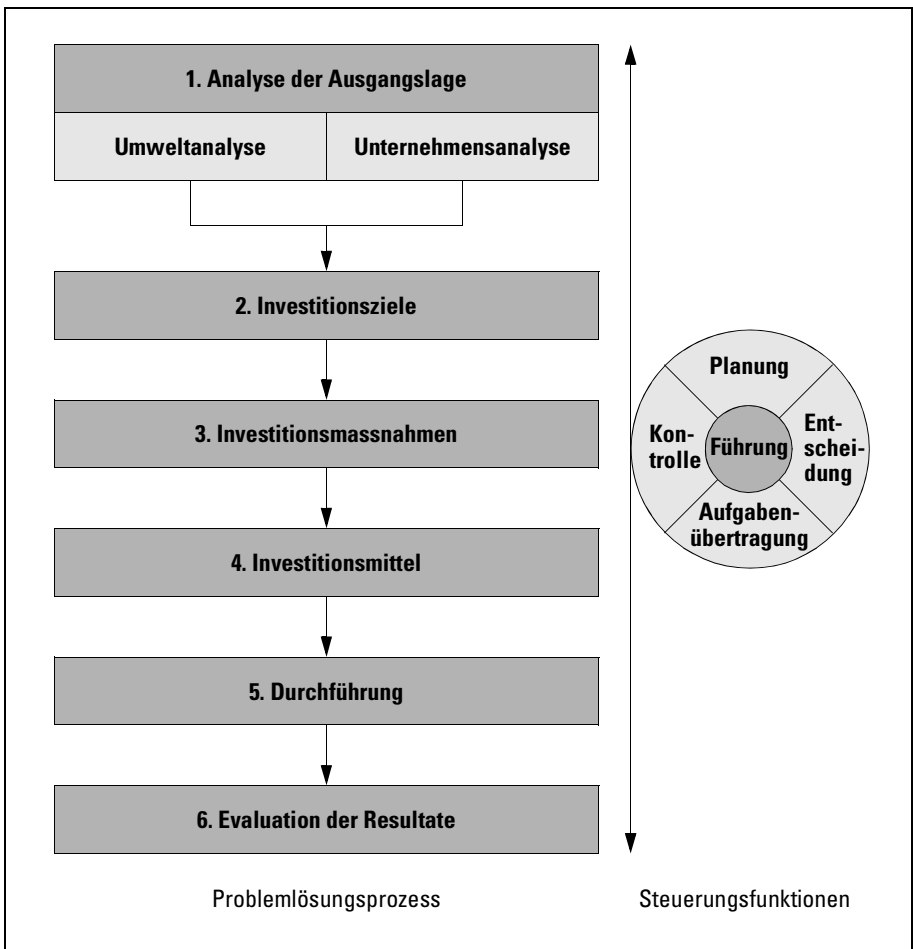 1. Analyse der Ausgangslage
Umweltanalyse
Unternehmensanalyse
2. Investitionsziele
3. Investitionsmassnahmen
4. Investitionsmittel
5. Durchführung
6. Evaluation der Resultate
Problemlösungsprozess
Planung
Ent-
schei-
dung
Kon-
trolle
Führung
Aufgaben-
übertragung
Steuerungsfunktionen